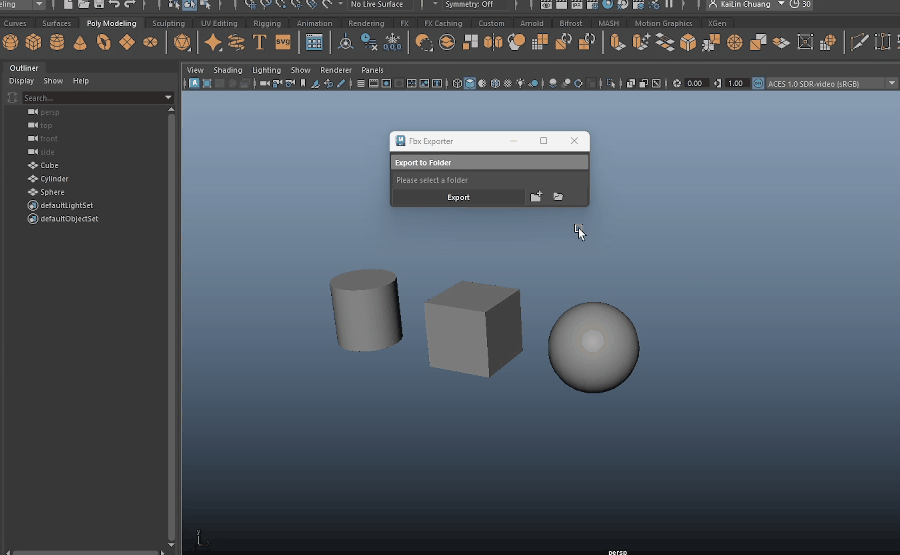 eling
No Live Surface
Symmetry: Off
KaiLin Chuang
30
Curves Surfaces Poly Modeling Sculpting UV Editing Rigging Animation Rendering FX FX Caching Custom Arnold Bifrost MASH Motion Graphics XGen
SVG
Outliner
Display Show Help
Search...
persp
top
front
side
Cube
Cylinder
Sphere
defaultLightSet
defaultObjectSet
View Shading Lighting Show Renderer Panels
0.00
1.00
ACES 1.0 SDR-video (sRGB)
Fbx Exporter
Export to Folder
Please select a folder
Export
persp